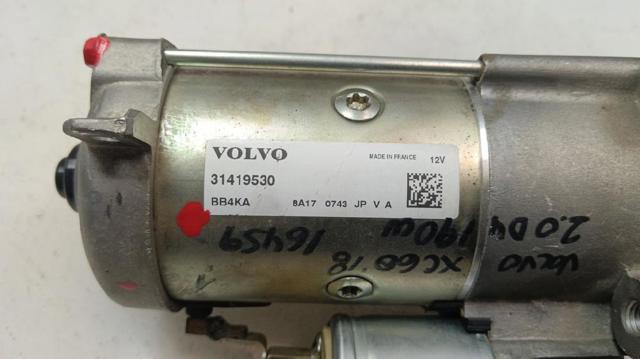 VOLVO MADE IN FRANCE 12V
31419530
BB4KA 8A17 0743 JP V A
VOLVO XC60 '18
2.0 D4 190W
16459